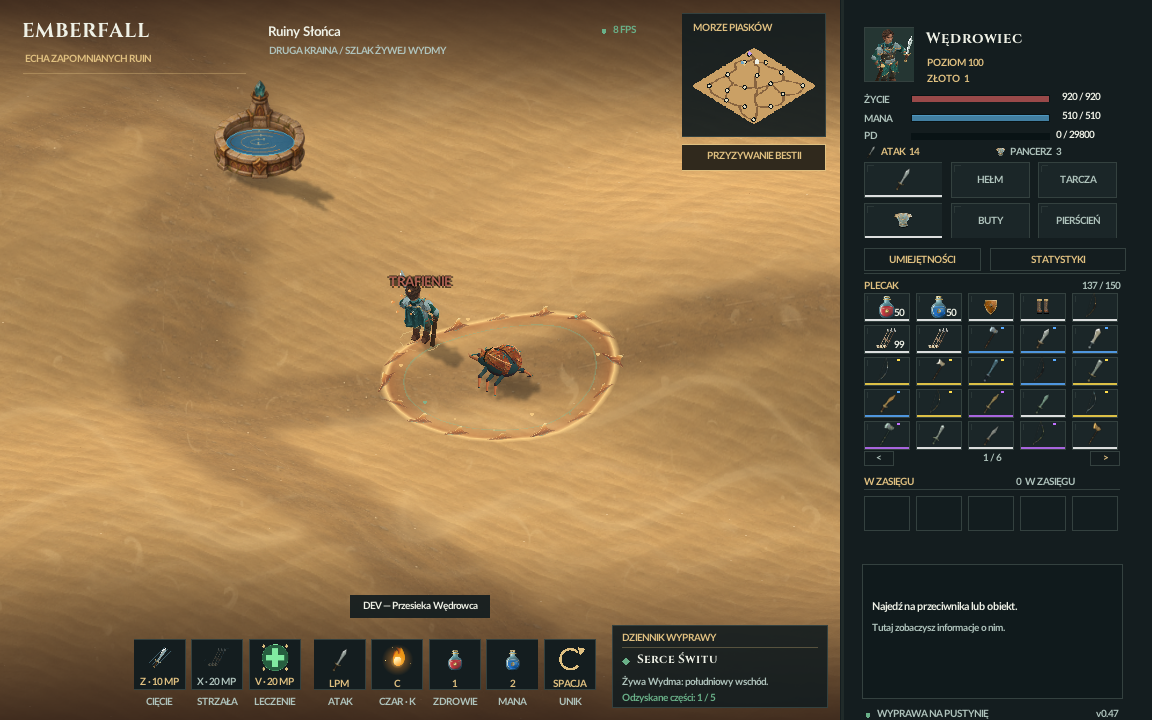 EMBERFALL
ECHA ZAPOMNIANYCH RUIN
Ruiny Słońca
DRUGA KRAINA / SZLAK ŻYWEJ WYDMY
8 FPS
MORZE PIASKÓW
PRZYZYWANIE BESTII
TRAFIENIE
DEV — Przesieka Wędrowca
Z · 10 MP
X · 20 MP
V · 20 MP
LPM
C
1
2
SPACJA
CIĘCIE
STRZAŁA
LECZENIE
ATAK
CZAR · K
ZDROWIE
MANA
UNIK
DZIENNIK WYPRAWY
SERCE ŚWITU
Żywa Wydma: południowy wschód.
Odzyskane części: 1 / 5
WĘDROWIEC
POZIOM 100
ZŁOTO 1
ŻYCIE 920 / 920
MANA 510 / 510
PD 0 / 29800
ATAK 14 PANCERZ 3
HEŁM TARCZA
BUTY PIERŚCIEŃ
UMIEJĘTNOŚCI STATYSTYKI
PLECAK 137 / 150
50 50
99
< 1 / 6 >
W ZASIĘGU 0 W ZASIĘGU
Najedź na przeciwnika lub obiekt.
Tutaj zobaczysz informacje o nim.
WYPRAWA NA PUSTYNIĘ v0.47